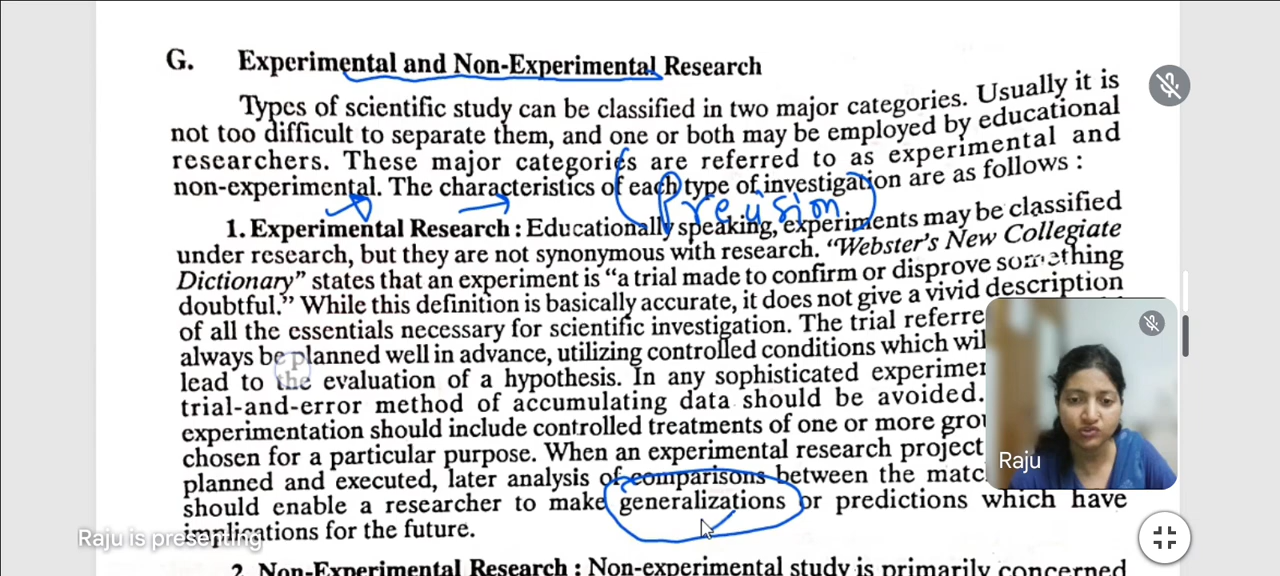 G. Experimental and Non-Experimental Research
Types of scientific study can be classified in two major categories. Usually it is
not too difficult to separate them, and one or both may be employed by educational
researchers. These major categories are referred to as experimental and
non-experimental. The characteristics of each type of investigation are as follows :
(Precision)
1. Experimental Research : Educationally speaking, experiments may be classified
under research, but they are not synonymous with research. "Webster's New Collegiate
Dictionary" states that an experiment is "a trial made to confirm or disprove something
doubtful." While this definition is basically accurate, it does not give a vivid description
of all the essentials necessary for scientific investigation. The trial
always be planned well in advance, utilizing controlled conditions which
lead to the evaluation of a hypothesis. In any sophisticated
trial-and-error method of accumulating data should be avoided.
experimentation should include controlled treatments of one or more
chosen for a particular purpose. When an experimental research project
Raju
planned and executed, later analysis of comparisons between the
should enable a researcher to make generalizations or predictions which have
implications for the future.
Raju is presenting
2. Non-Experimental Research : Non-experimental study is primarily concerned